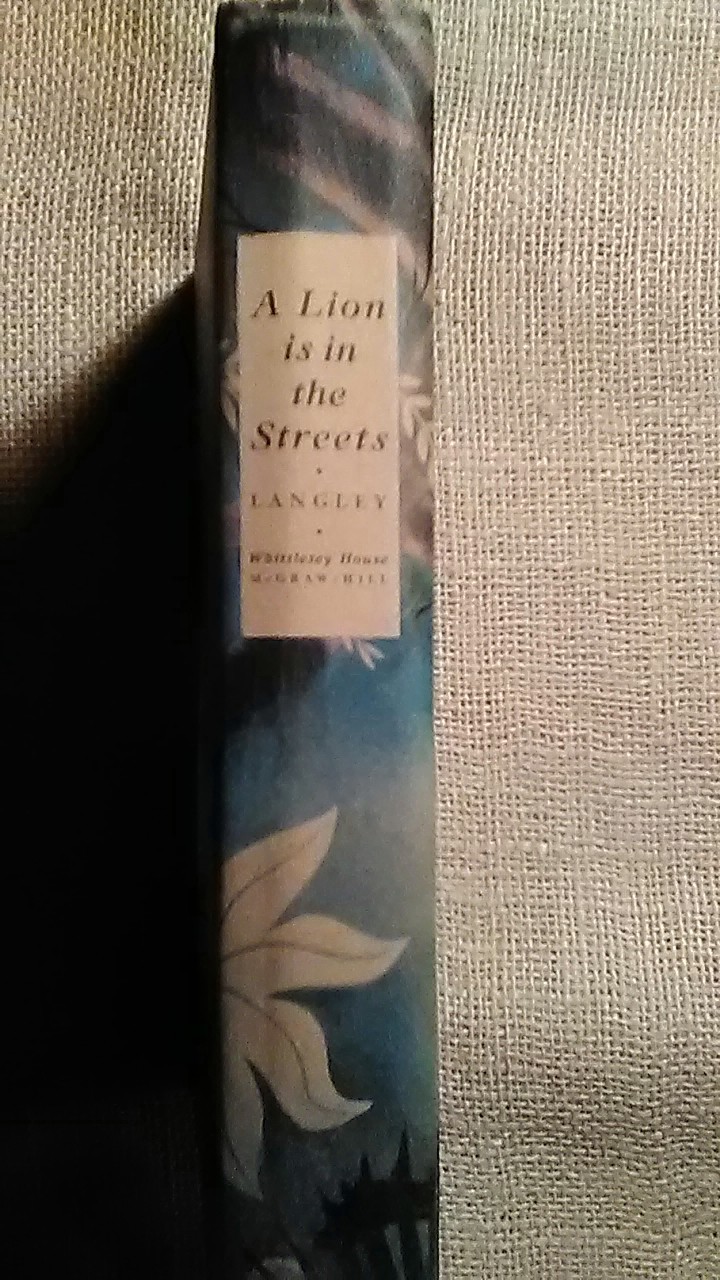 A Lion
is in
the
Streets
•
LANGLEY
•
Whittlesey House
McGRAW-HILL